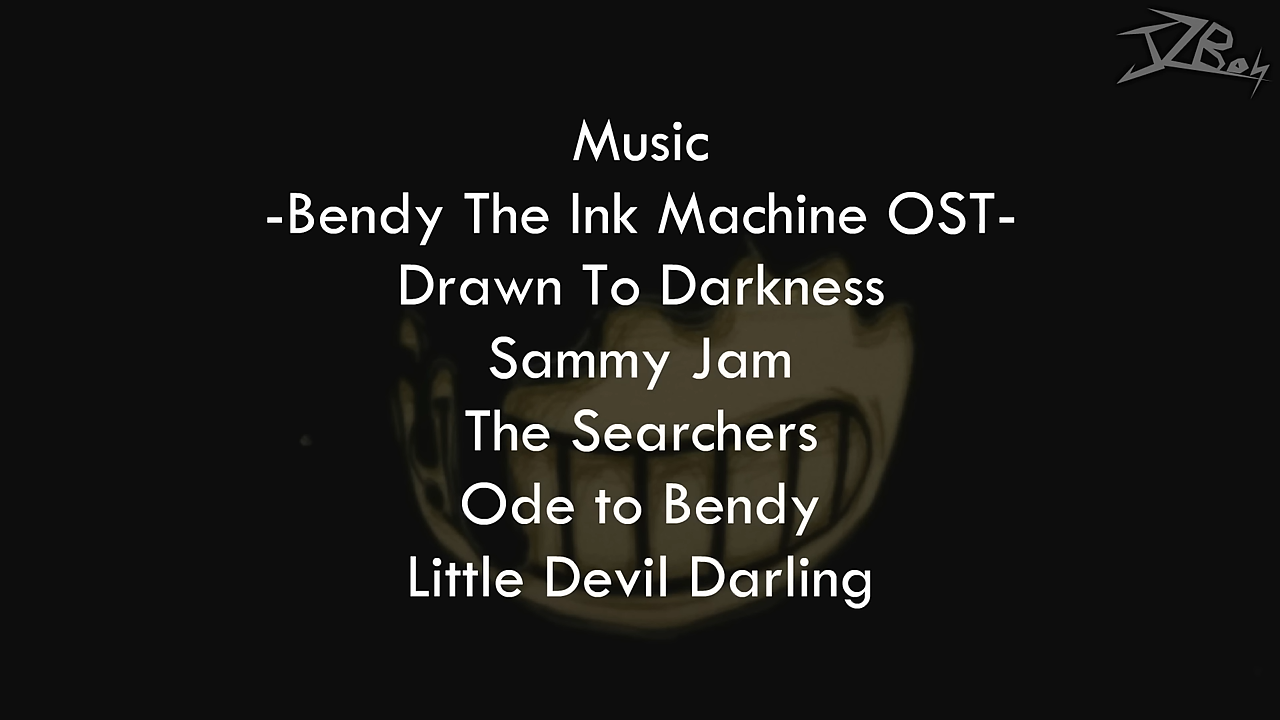 JZBoy
Music
-Bendy The Ink Machine OST-
Drawn To Darkness
Sammy Jam
The Searchers
Ode to Bendy
Little Devil Darling